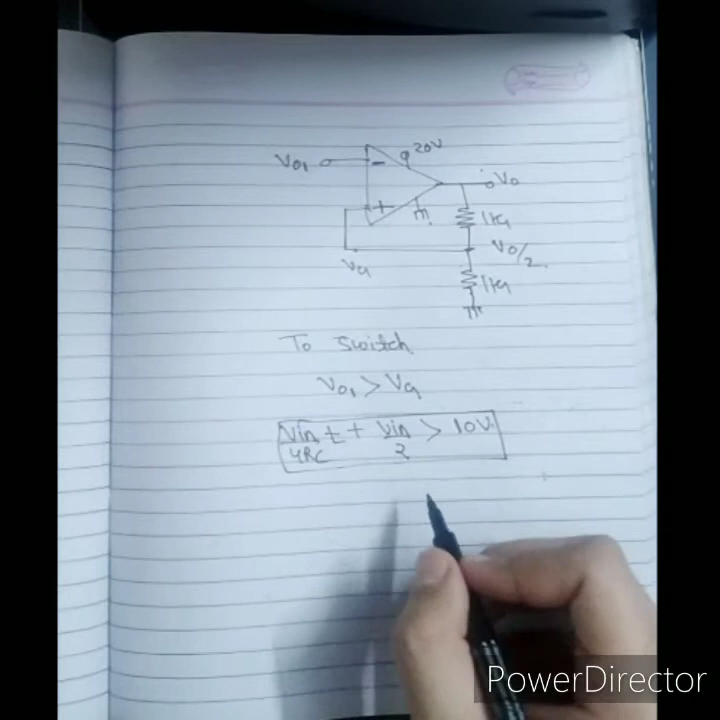 Vo₁ - 20V Vo
+ 1kΩ
Vo/2
Va 1kΩ
To switch
Vo₁ > Va
Vin/4RC t + Vin/2 > 10V
PowerDirector